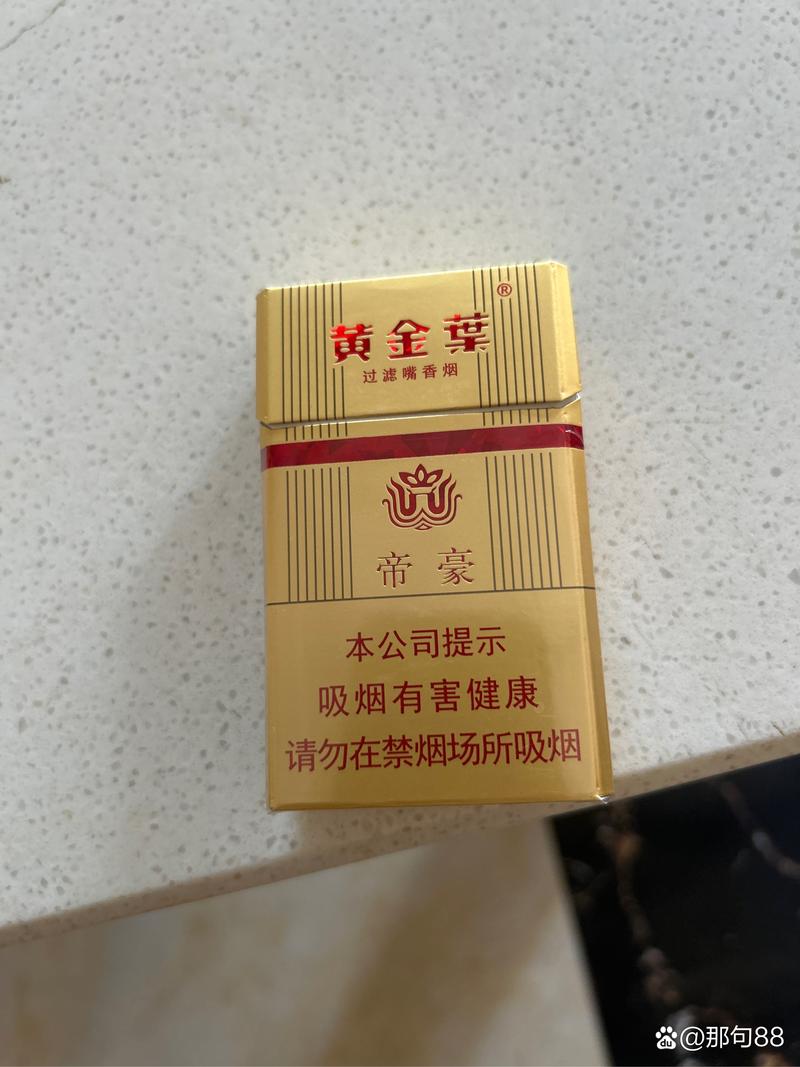 黄金葉®
过滤嘴香烟
帝豪
本公司提示
吸烟有害健康
请勿在禁烟场所吸烟
du @那句88